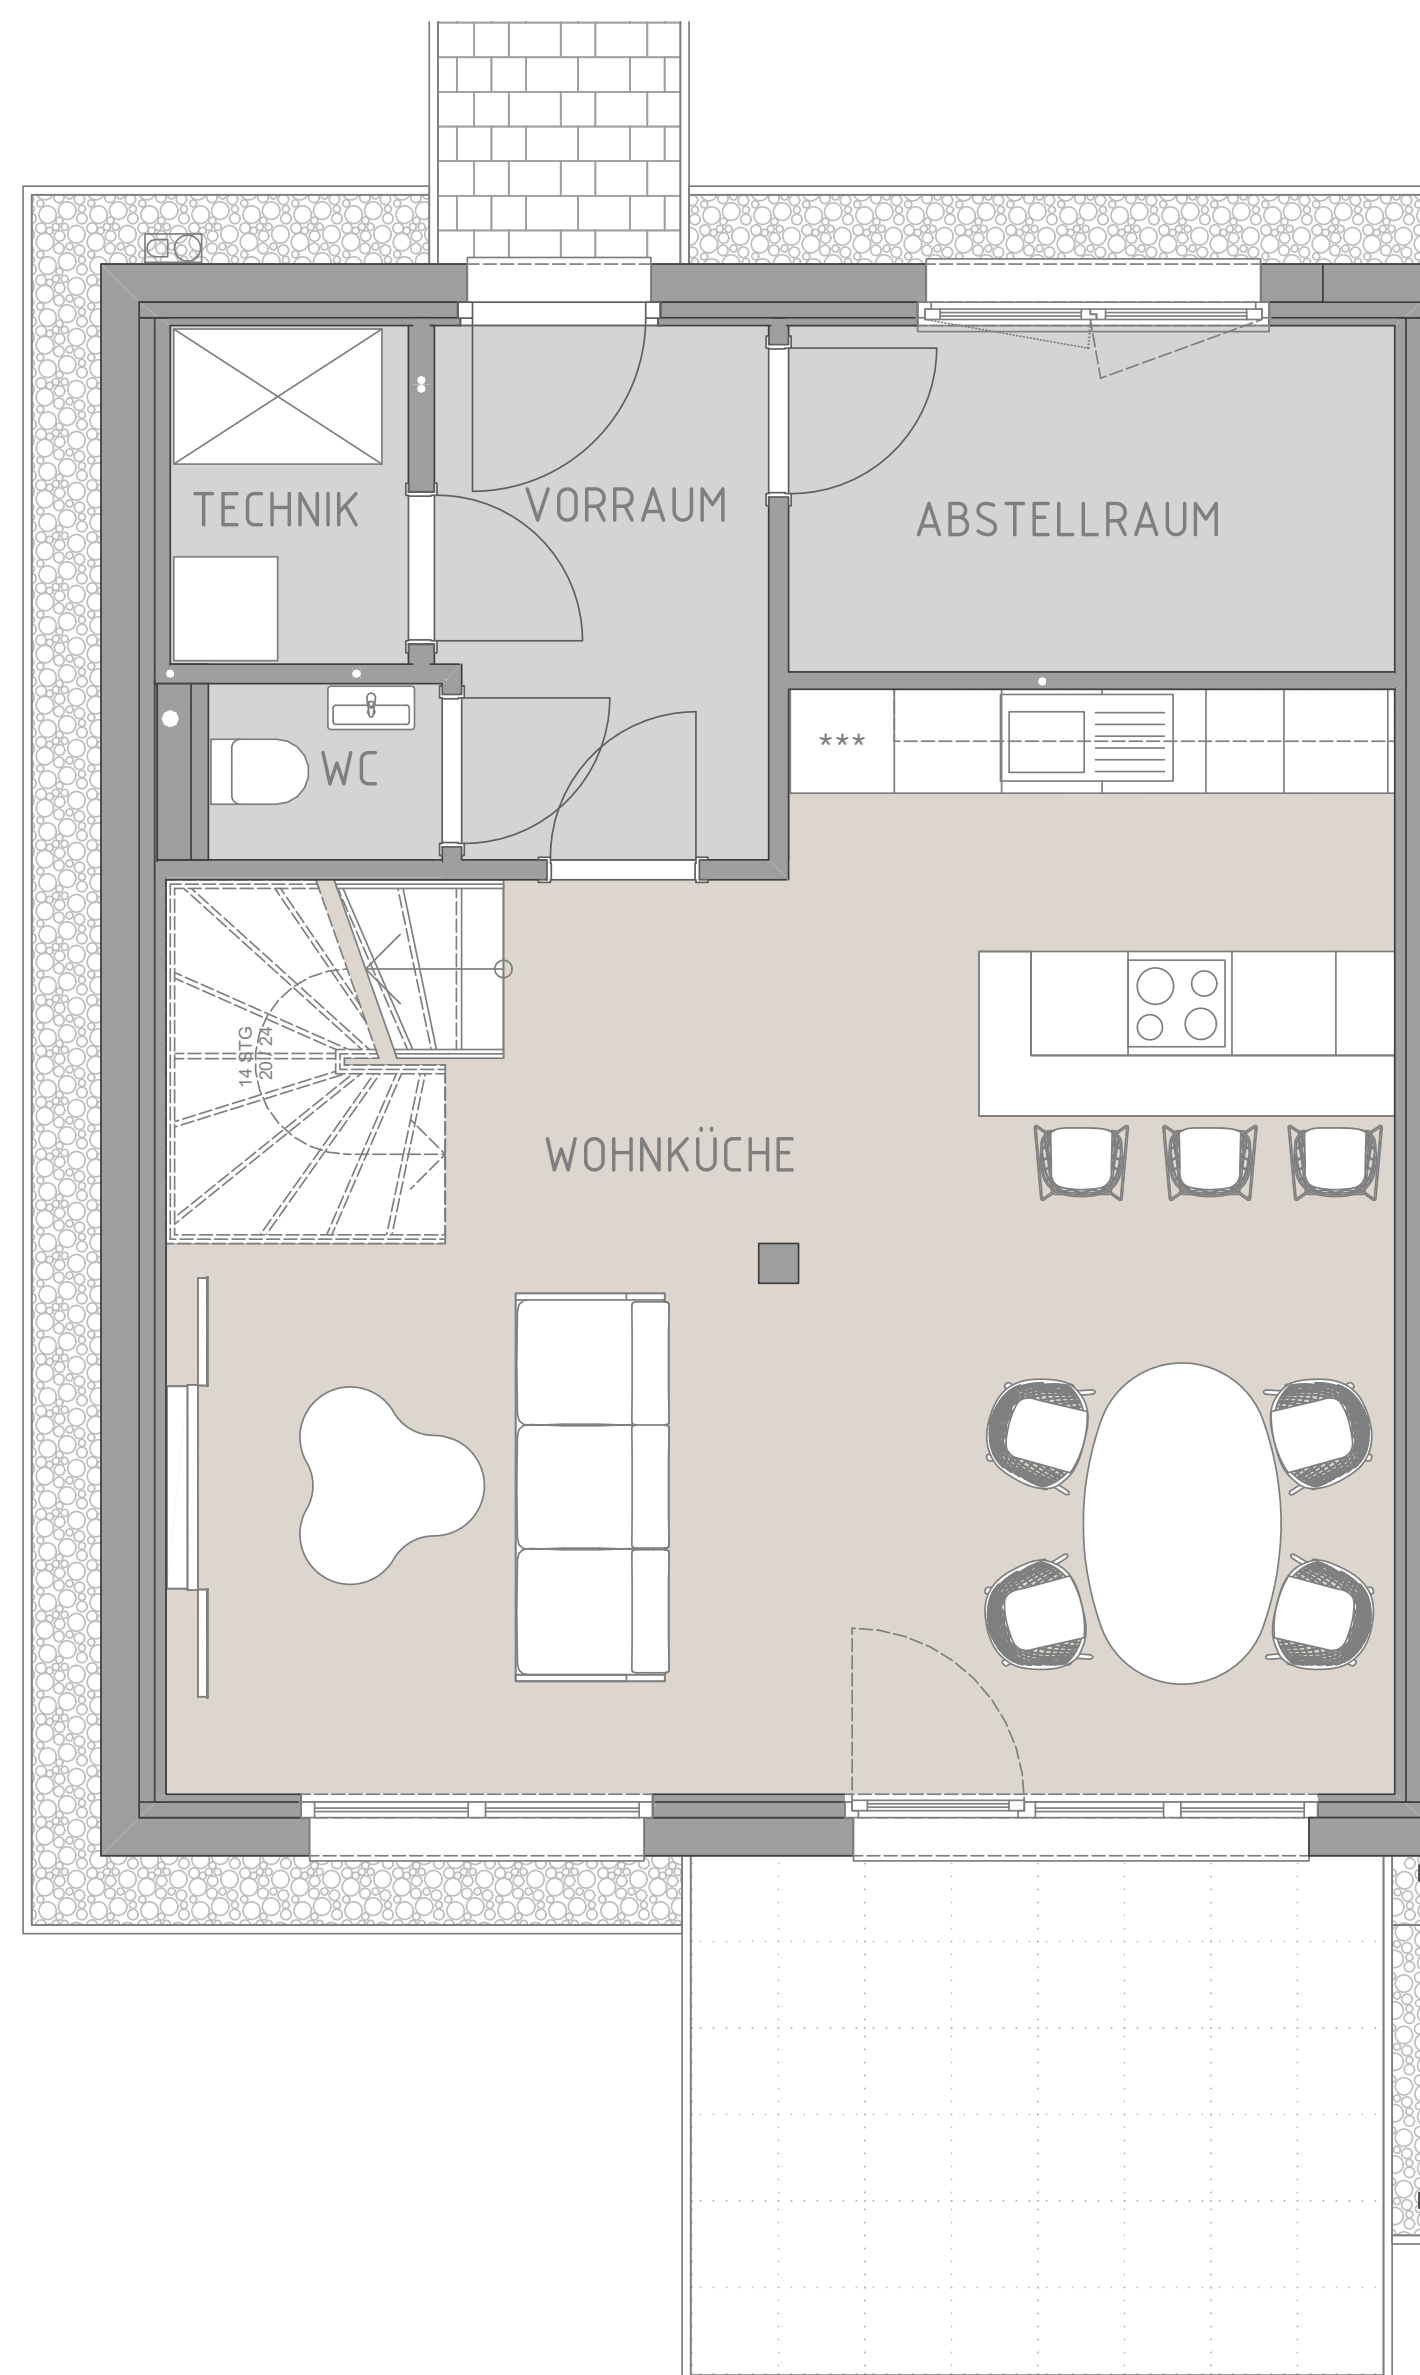 TECHNIK
VORRAUM
ABSTELLRAUM
WC
***
14 STG
20 / 24
WOHNKÜCHE